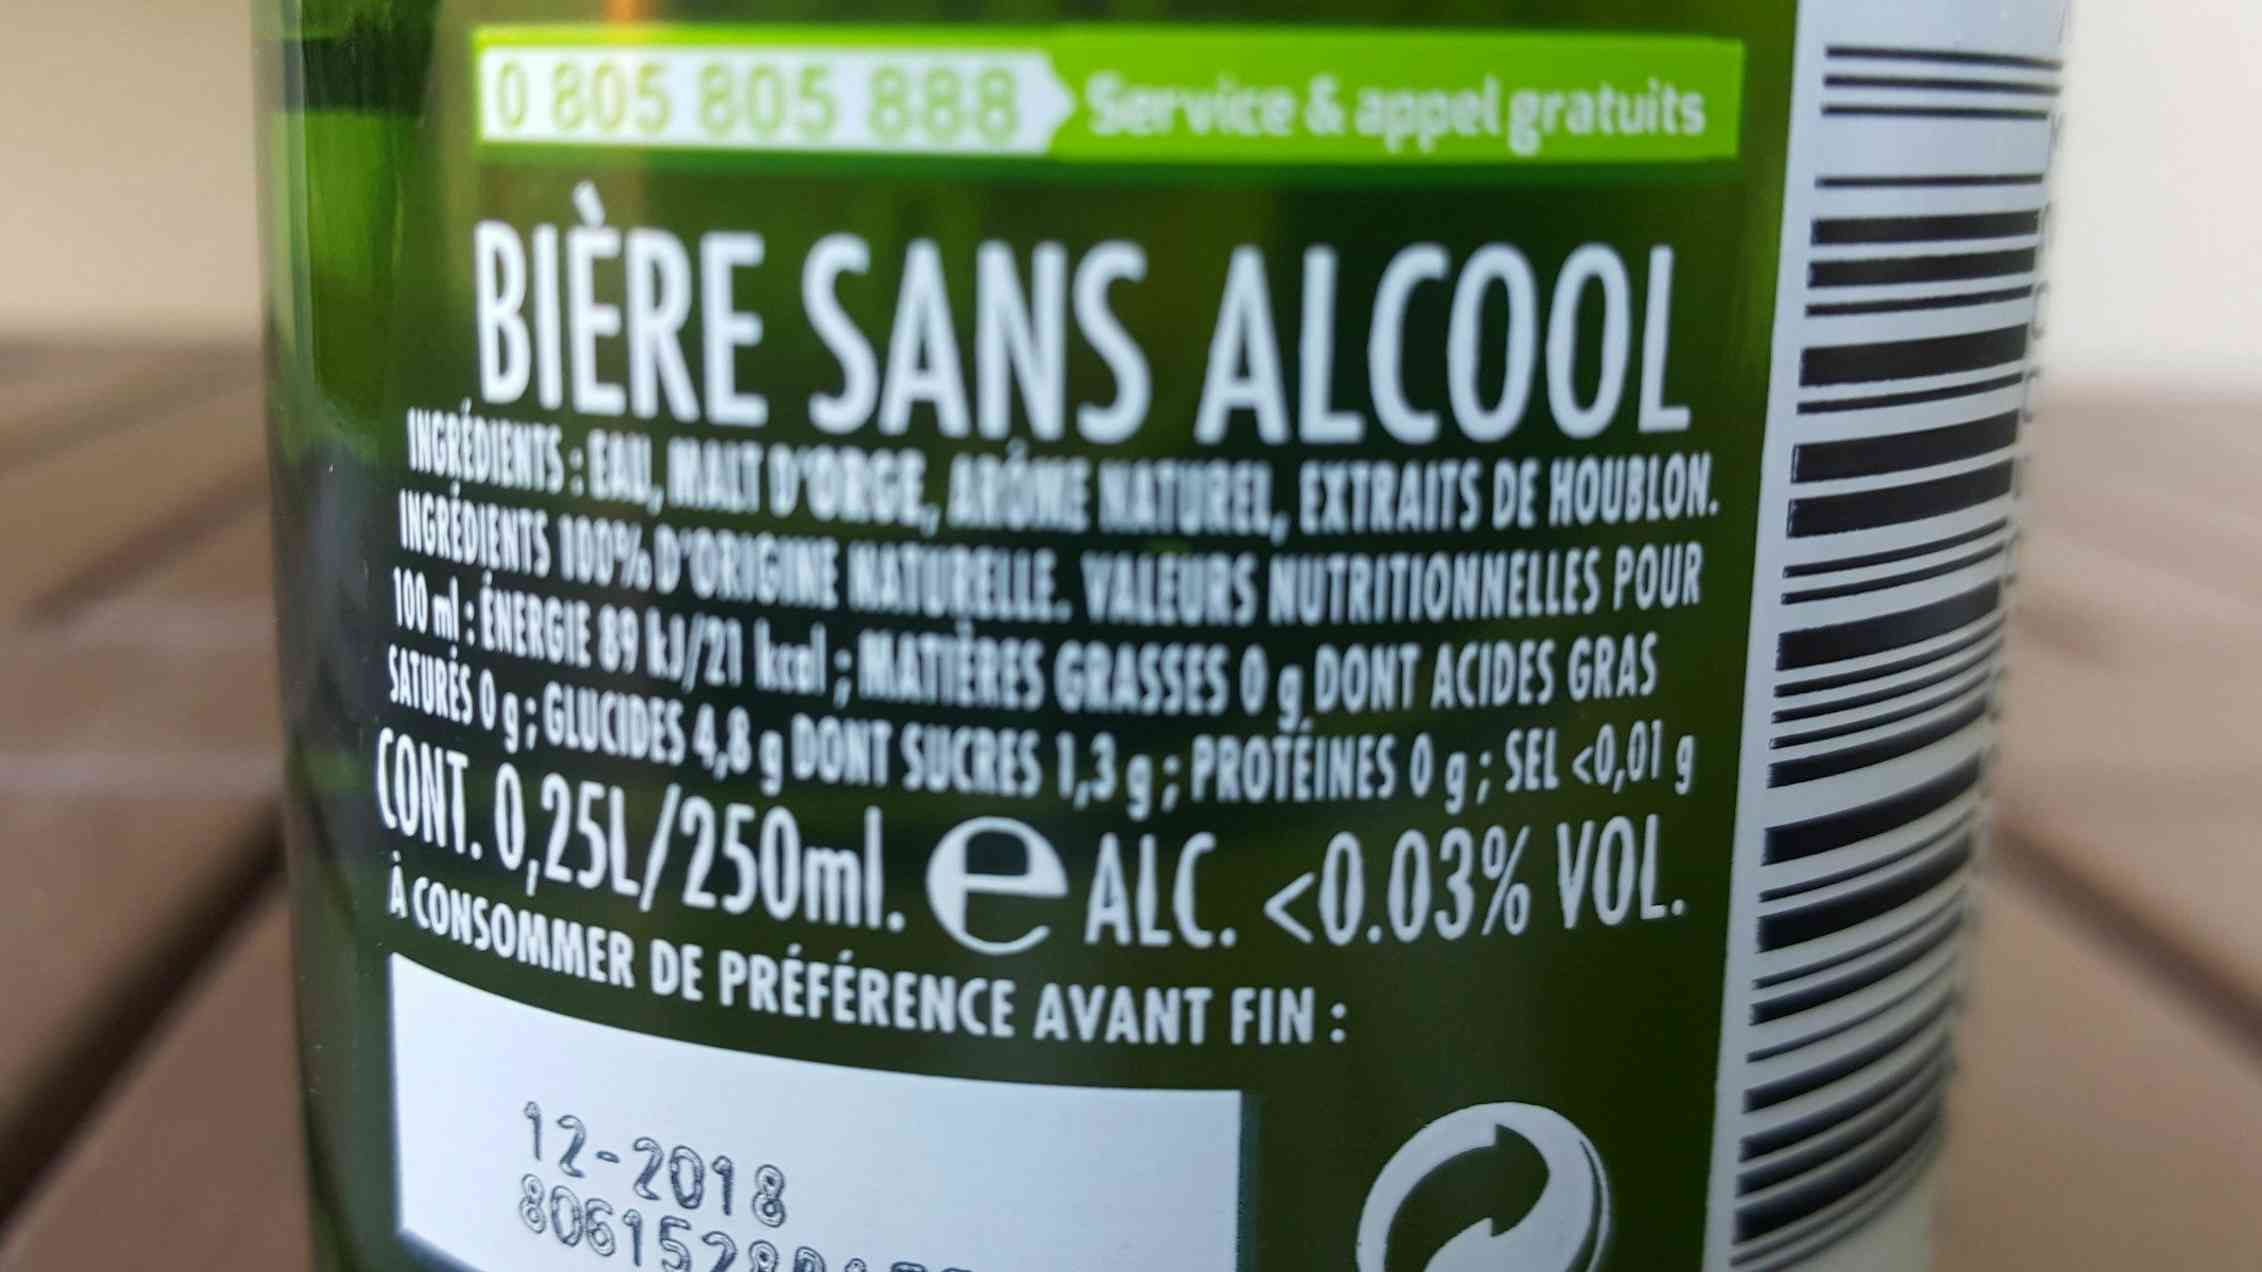 0 805 805 888 Service & appel gratuits
BIÈRE SANS ALCOOL
INGRÉDIENTS : EAU, MALT D'ORGE, ARÔME NATUREL, EXTRAITS DE HOUBLON.
INGRÉDIENTS 100% D'ORIGINE NATURELLE. VALEURS NUTRITIONNELLES POUR
100 ml : ÉNERGIE 89 kJ/21 kcal ; MATIÈRES GRASSES 0 g DONT ACIDES GRAS
SATURÉS 0 g ; GLUCIDES 4,8 g DONT SUCRES 1,3 g ; PROTÉINES 0 g ; SEL <0,01 g
CONT. 0,25L/250ml. e ALC. <0.03% VOL.
À CONSOMMER DE PRÉFÉRENCE AVANT FIN :
12-2018